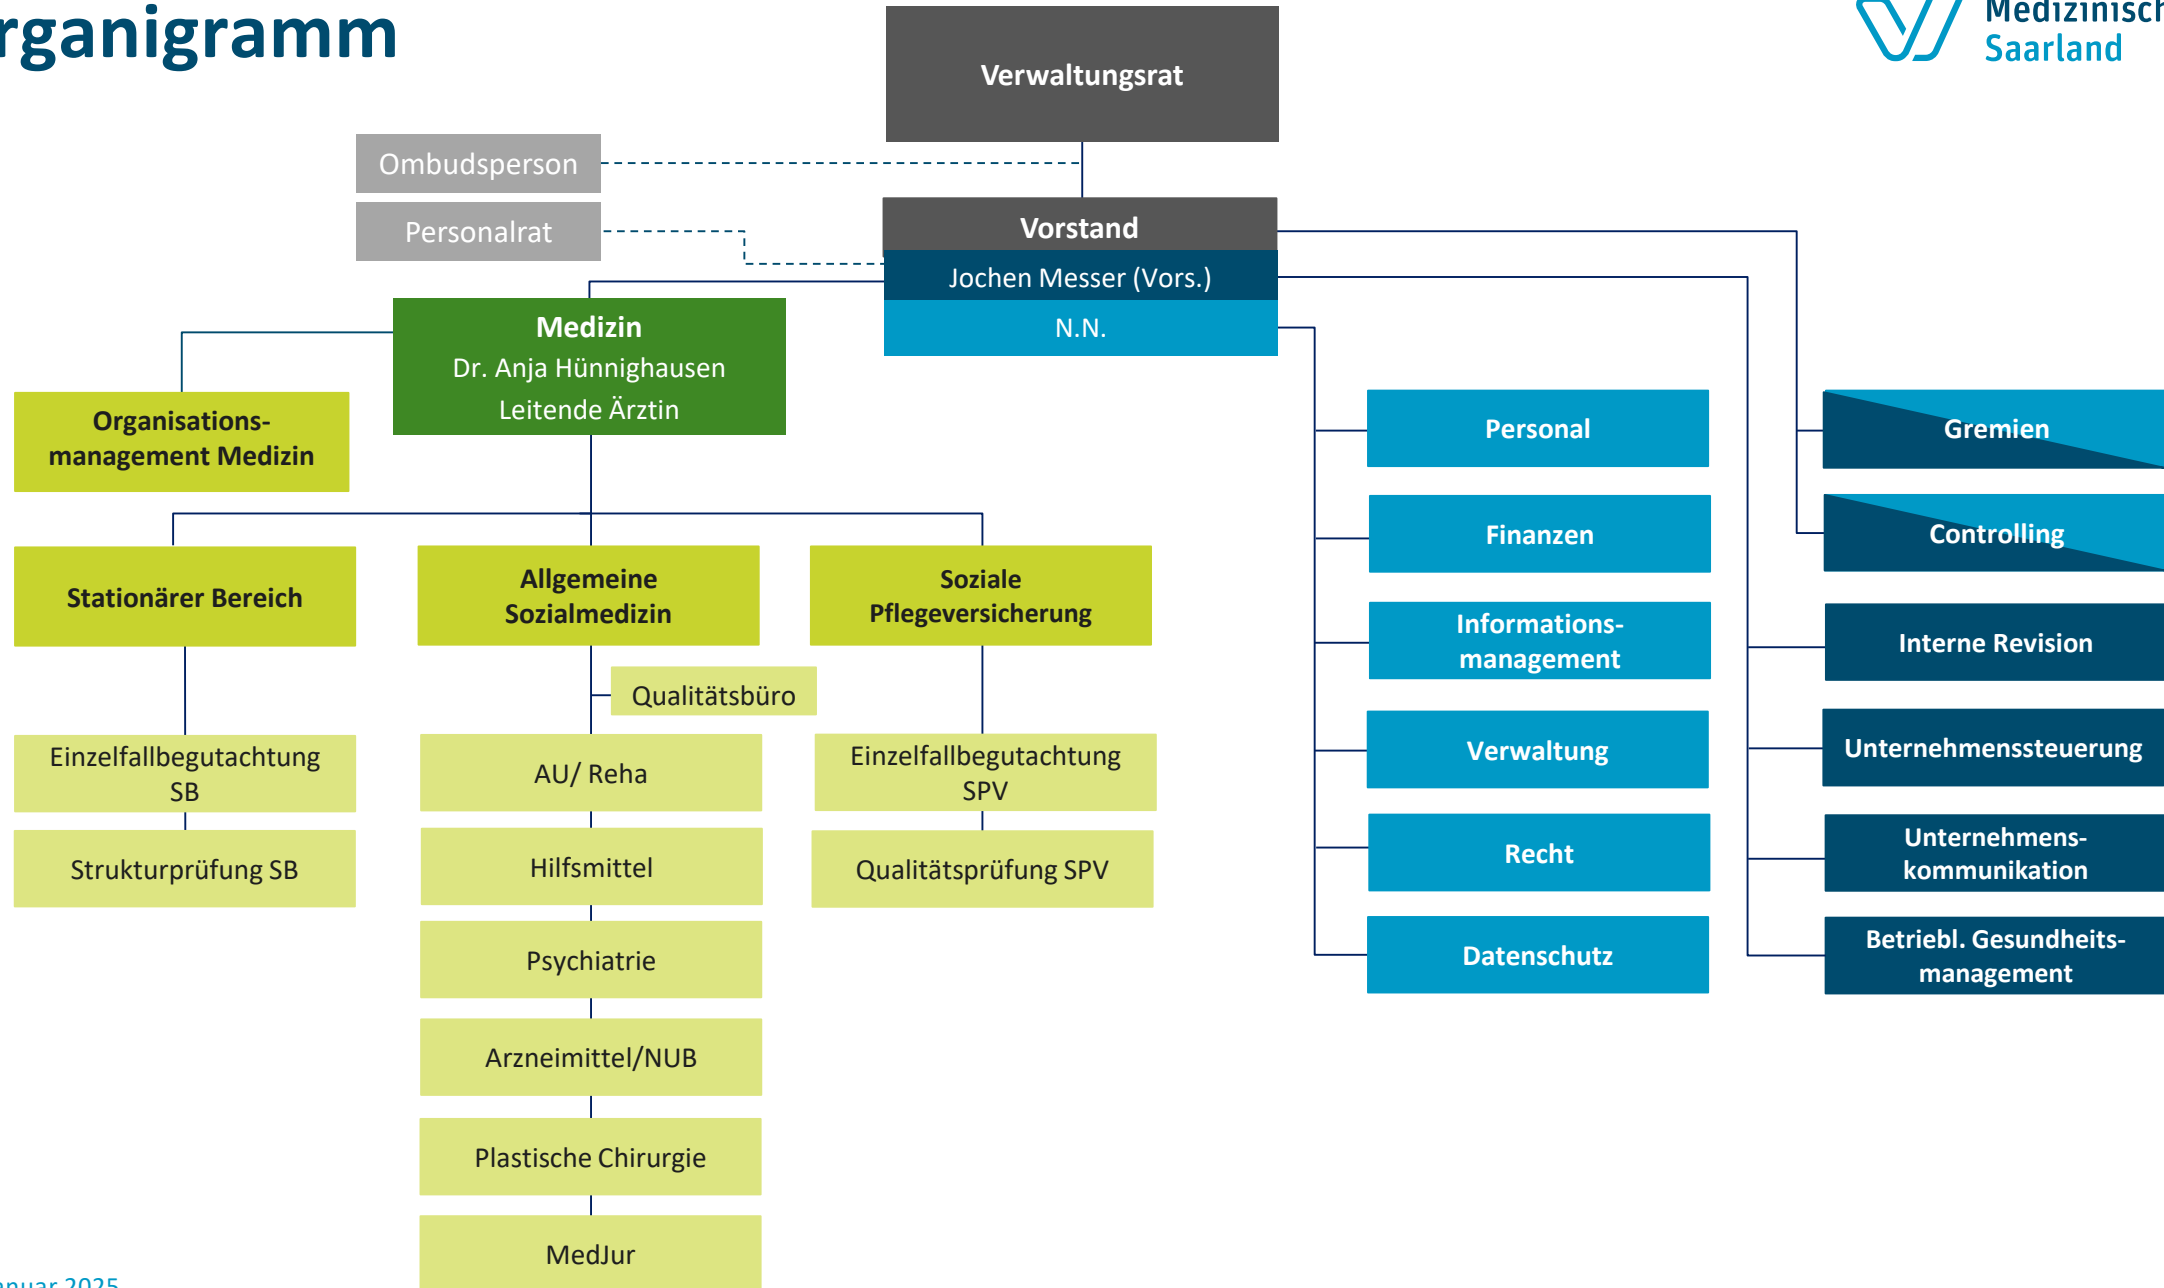 rganigramm
Medizinisch
Saarland
Verwaltungsrat
Ombudsperson
Personalrat
Vorstand
Jochen Messer (Vors.)
N.N.
Medizin
Dr. Anja Hünnighausen
Leitende Ärztin
Organisations-
management Medizin
Stationärer Bereich
Allgemeine
Sozialmedizin
Soziale
Pflegeversicherung
Qualitätsbüro
Einzelfallbegutachtung
SB
Strukturprüfung SB
AU/ Reha
Hilfsmittel
Psychiatrie
Arzneimittel/NUB
Plastische Chirurgie
MedJur
Einzelfallbegutachtung
SPV
Qualitätsprüfung SPV
Personal
Finanzen
Informations-
management
Verwaltung
Recht
Datenschutz
Gremien
Controlling
Interne Revision
Unternehmenssteuerung
Unternehmens-
kommunikation
Betriebl. Gesundheits-
management
anuar 2025